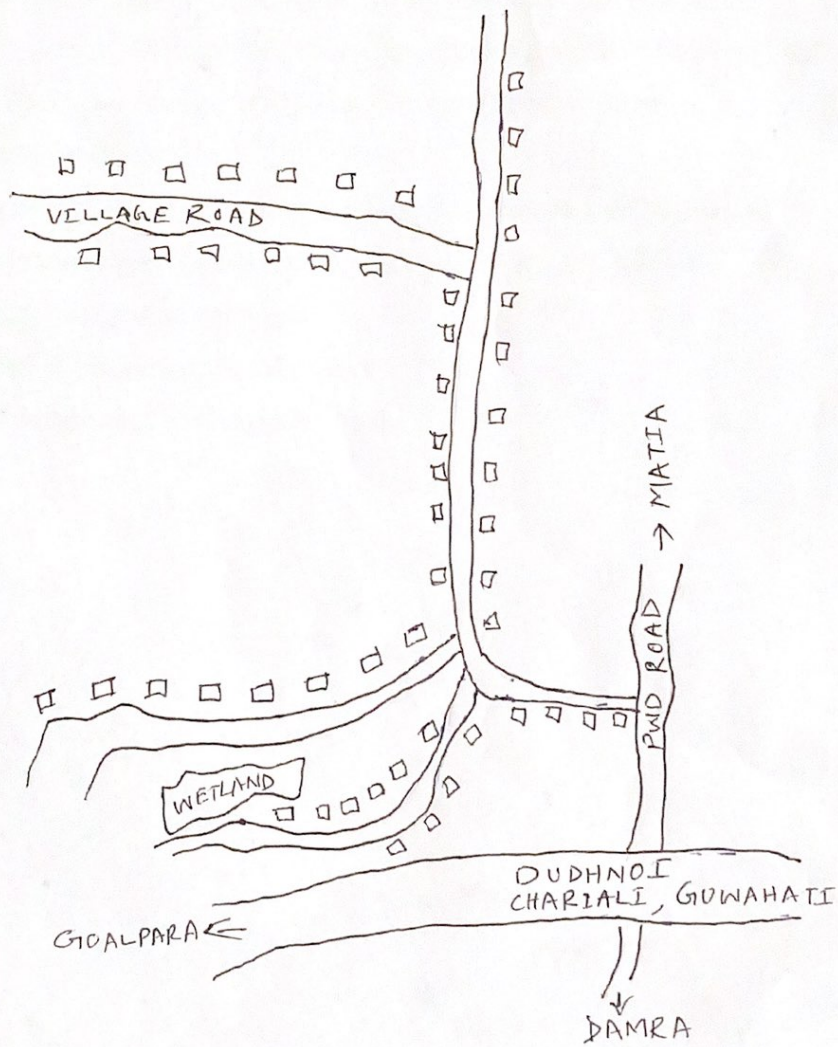 VILLAGE ROAD
→ MATIA
PWD ROAD
WETLAND
DUDHNOI
CHARIALI, GUWAHATI
GOALPARA ←
↓
DAMRA